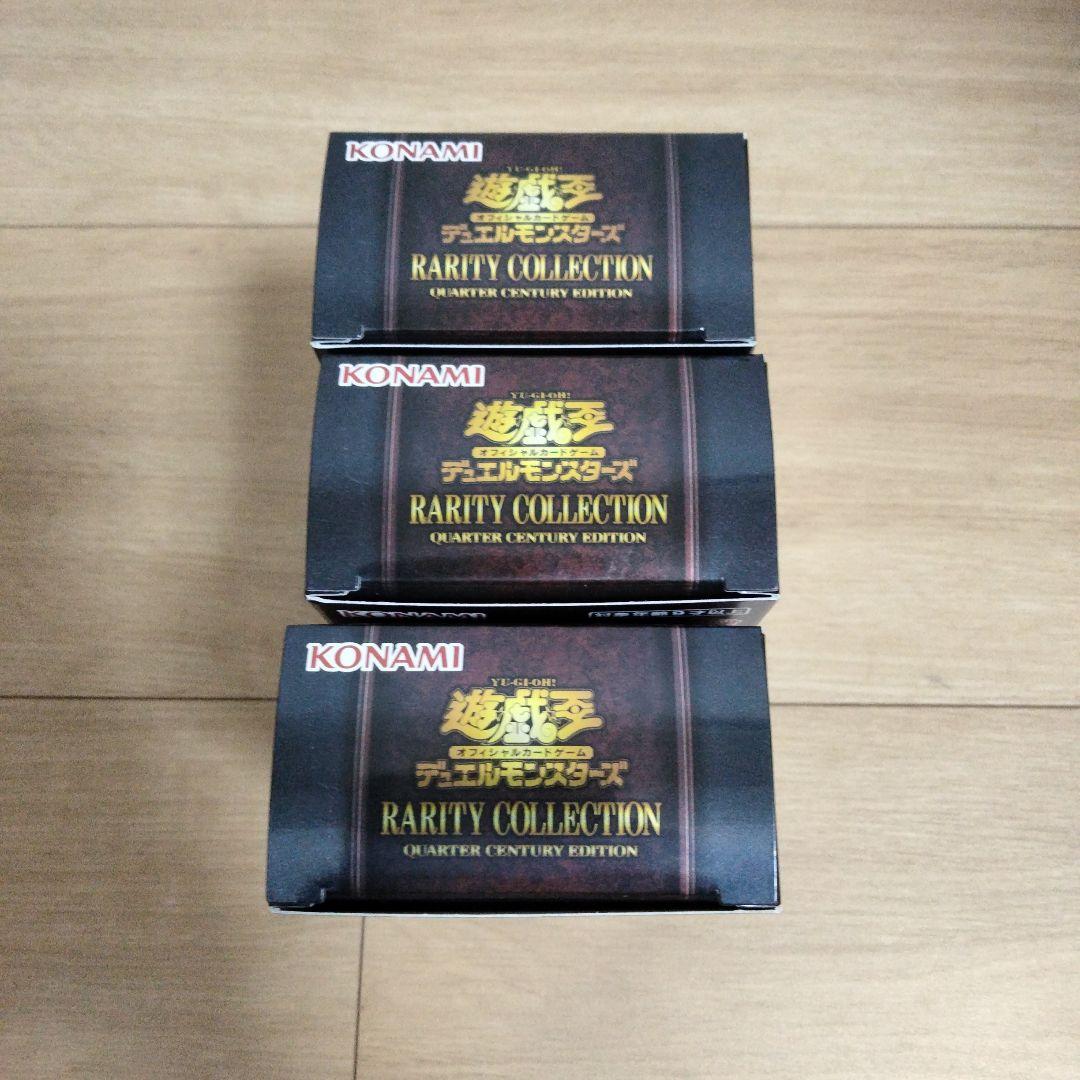 KONAMI
YU-GI-OH!
遊戯王
オフィシャルカードゲーム
デュエルモンスターズ
RARITY COLLECTION
QUARTER CENTURY EDITION
KONAMI
YU-GI-OH!
遊戯王
オフィシャルカードゲーム
デュエルモンスターズ
RARITY COLLECTION
QUARTER CENTURY EDITION
KONAMI
KONAMI
YU-GI-OH!
遊戯王
オフィシャルカードゲーム
デュエルモンスターズ
RARITY COLLECTION
QUARTER CENTURY EDITION